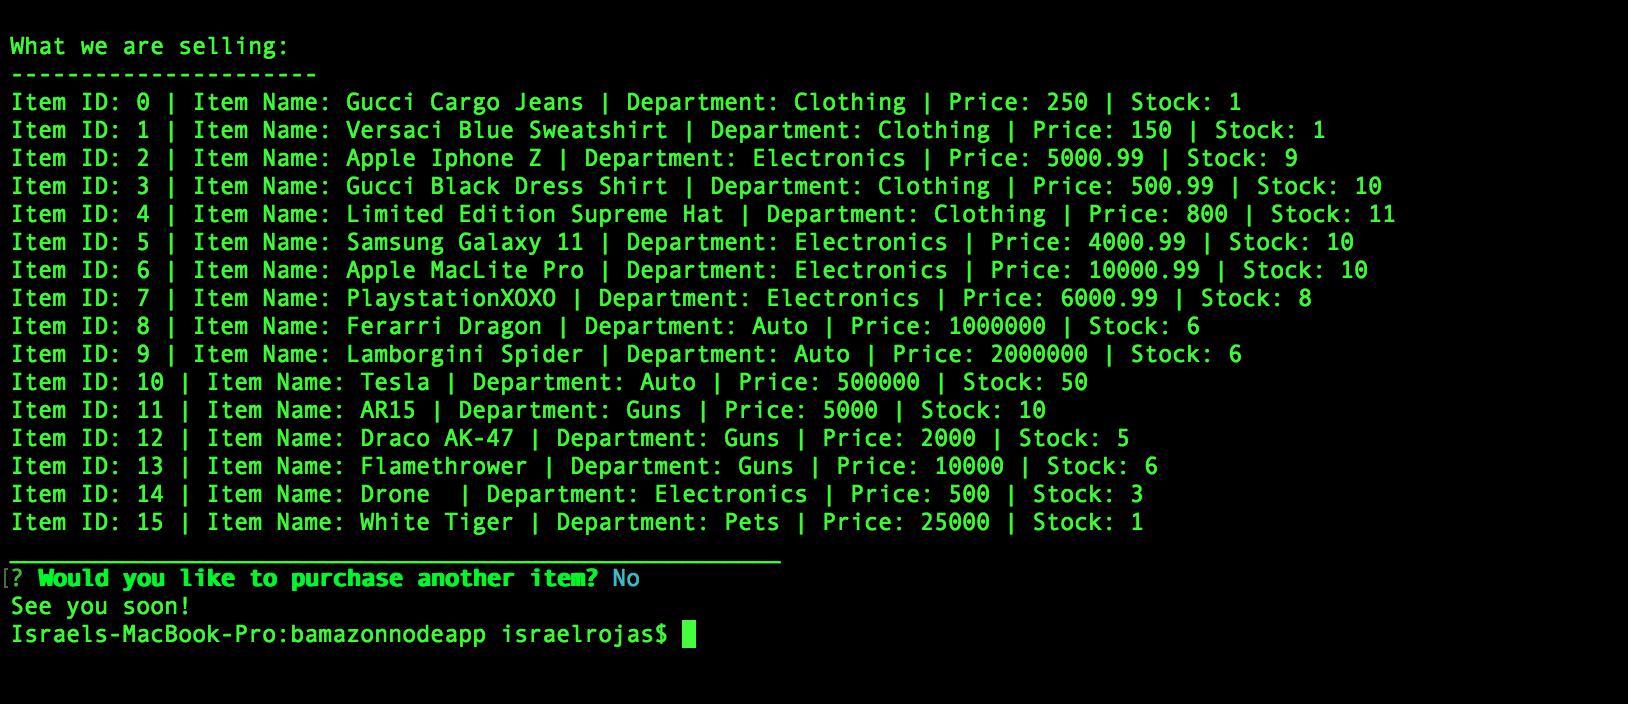 What we are selling:
----------------------
Item ID: 0 | Item Name: Gucci Cargo Jeans | Department: Clothing | Price: 250 | Stock: 1
Item ID: 1 | Item Name: Versaci Blue Sweatshirt | Department: Clothing | Price: 150 | Stock: 1
Item ID: 2 | Item Name: Apple Iphone Z | Department: Electronics | Price: 5000.99 | Stock: 9
Item ID: 3 | Item Name: Gucci Black Dress Shirt | Department: Clothing | Price: 500.99 | Stock: 10
Item ID: 4 | Item Name: Limited Edition Supreme Hat | Department: Clothing | Price: 800 | Stock: 11
Item ID: 5 | Item Name: Samsung Galaxy 11 | Department: Electronics | Price: 4000.99 | Stock: 10
Item ID: 6 | Item Name: Apple MacLite Pro | Department: Electronics | Price: 10000.99 | Stock: 10
Item ID: 7 | Item Name: PlaystationXOXO | Department: Electronics | Price: 6000.99 | Stock: 8
Item ID: 8 | Item Name: Ferarri Dragon | Department: Auto | Price: 1000000 | Stock: 6
Item ID: 9 | Item Name: Lamborgini Spider | Department: Auto | Price: 2000000 | Stock: 6
Item ID: 10 | Item Name: Tesla | Department: Auto | Price: 500000 | Stock: 50
Item ID: 11 | Item Name: AR15 | Department: Guns | Price: 5000 | Stock: 10
Item ID: 12 | Item Name: Draco AK-47 | Department: Guns | Price: 2000 | Stock: 5
Item ID: 13 | Item Name: Flamethrower | Department: Guns | Price: 10000 | Stock: 6
Item ID: 14 | Item Name: Drone  | Department: Electronics | Price: 500 | Stock: 3
Item ID: 15 | Item Name: White Tiger | Department: Pets | Price: 25000 | Stock: 1
_______________________________________________________
[? Would you like to purchase another item? No
See you soon!
Israels-MacBook-Pro:bamazonnodeapp israelrojas$